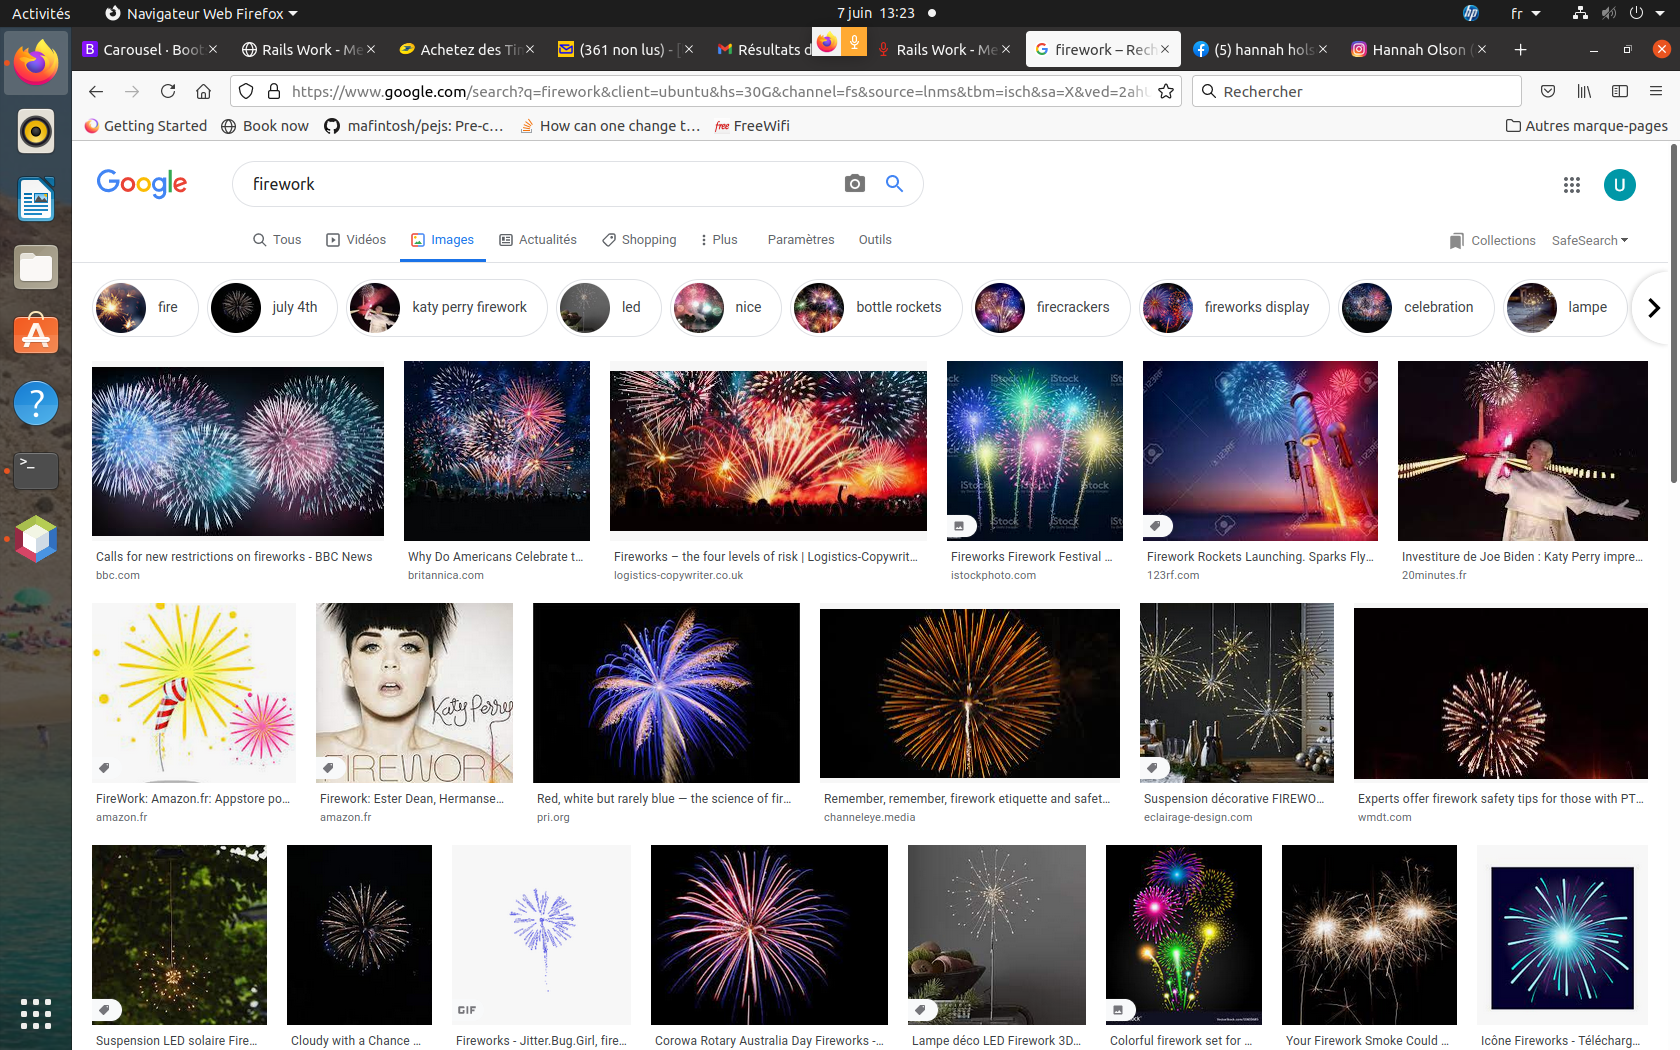 Activités
Navigateur Web Firefox
7 juin 13:23
fr
Carousel · Boot
Rails Work - Me
Achetez des Tin
(361 non lus) - [
Résultats d
Rails Work - Me
firefork – Rech
(5) hannah hols
Hannah Olson (
https://www.google.com/search?q=firework&client=ubuntu&hs=30G&channel=fs&source=lnms&tbm=isch&sa=X&ved=2ahU
Rechercher
Getting Started
Book now
mafintosh/pejs: Pre-c…
How can one change t…
free FreeWifi
Autres marque-pages
Google
firework
U
Tous
Vidéos
Images
Actualités
Shopping
Plus
Paramètres
Outils
Collections
SafeSearch
fire
july 4th
katy perry firework
led
nice
bottle rockets
firecrackers
fireworks display
celebration
lampe
iStock
123RF
Calls for new restrictions on fireworks - BBC News
bbc.com
Why Do Americans Celebrate t...
britannica.com
Fireworks – the four levels of risk | Logistics-Copywrit...
logistics-copywriter.co.uk
Fireworks Firework Festival ...
istockphoto.com
Firework Rockets Launching. Sparks Fly...
123rf.com
Investiture de Joe Biden : Katy Perry impre...
20minutes.fr
Katy Perry
FIREWORK
FireWork: Amazon.fr: Appstore po...
amazon.fr
Firework: Ester Dean, Hermanse...
amazon.fr
Red, white but rarely blue — the science of fir...
pri.org
Remember, remember, firework etiquette and safet...
channeleye.media
Suspension décorative FIREWO...
eclairage-design.com
Experts offer firework safety tips for those with PT...
wmdt.com
GIF
Suspension LED solaire Fire...
Cloudy with a Chance ...
Fireworks - Jitter.Bug.Girl, fire...
Corowa Rotary Australia Day Fireworks -...
Lampe déco LED Firework 3D...
Colorful firework set for ...
Your Firework Smoke Could ...
Icône Fireworks - Télécharg...